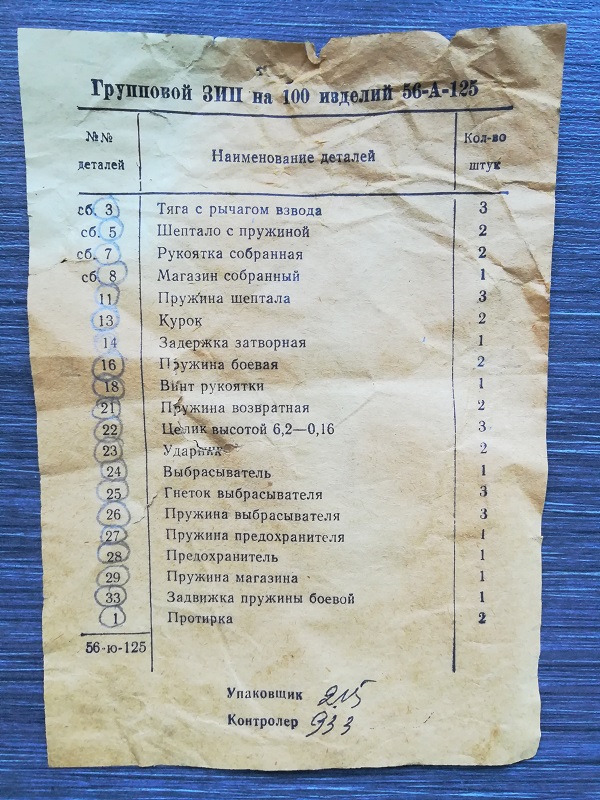 Групповой ЗИП на 100 изделий 56-А-125
№№ деталей Наименование деталей Кол-во штук
сб. 3 Тяга с рычагом взвода 3
сб. 5 Шептало с пружиной 2
сб. 7 Рукоятка собранная 2
сб. 8 Магазин собранный 1
11 Пружина шептала 3
13 Курок 2
14 Задержка затворная 1
16 Пружина боевая 2
18 Винт рукоятки 1
21 Пружина возвратная 2
22 Целик высотой 6,2—0,16 3
23 Ударник 2
24 Выбрасыватель 1
25 Гнеток выбрасывателя 3
26 Пружина выбрасывателя 3
27 Пружина предохранителя 1
28 Предохранитель 1
29 Пружина магазина 1
33 Задвижка пружины боевой 1
1 Протирка 2
56-ю-125
Упаковщик 215
Контролер 933